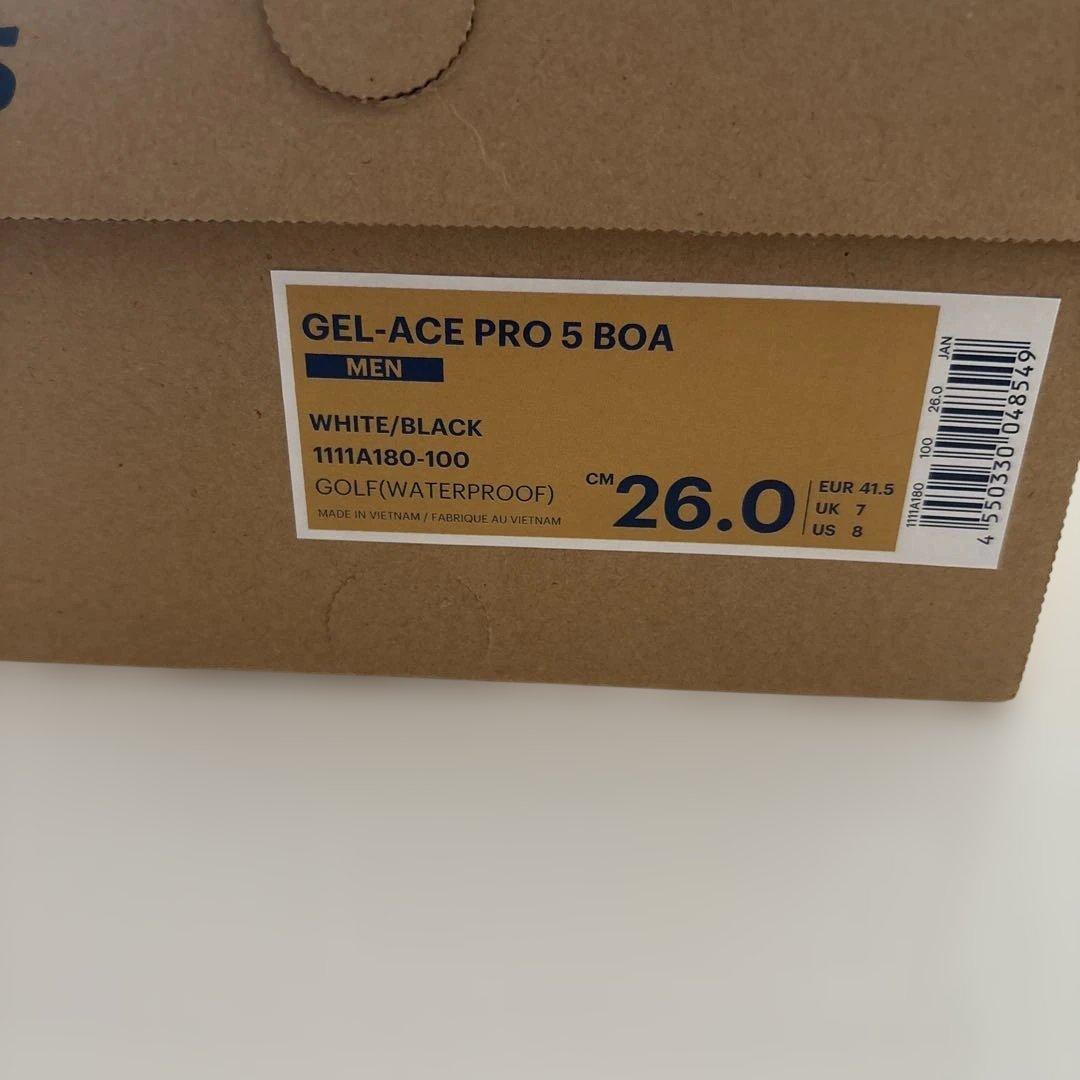 GEL-ACE PRO 5 BOA
MEN
WHITE/BLACK
1111A180-100
GOLF(WATERPROOF)
MADE IN VIETNAM / FABRIQUE AU VIETNAM
CM 26.0
EUR 41.5
UK 7
US 8
1111A180 100 26.0 JAN
4 550330 048549